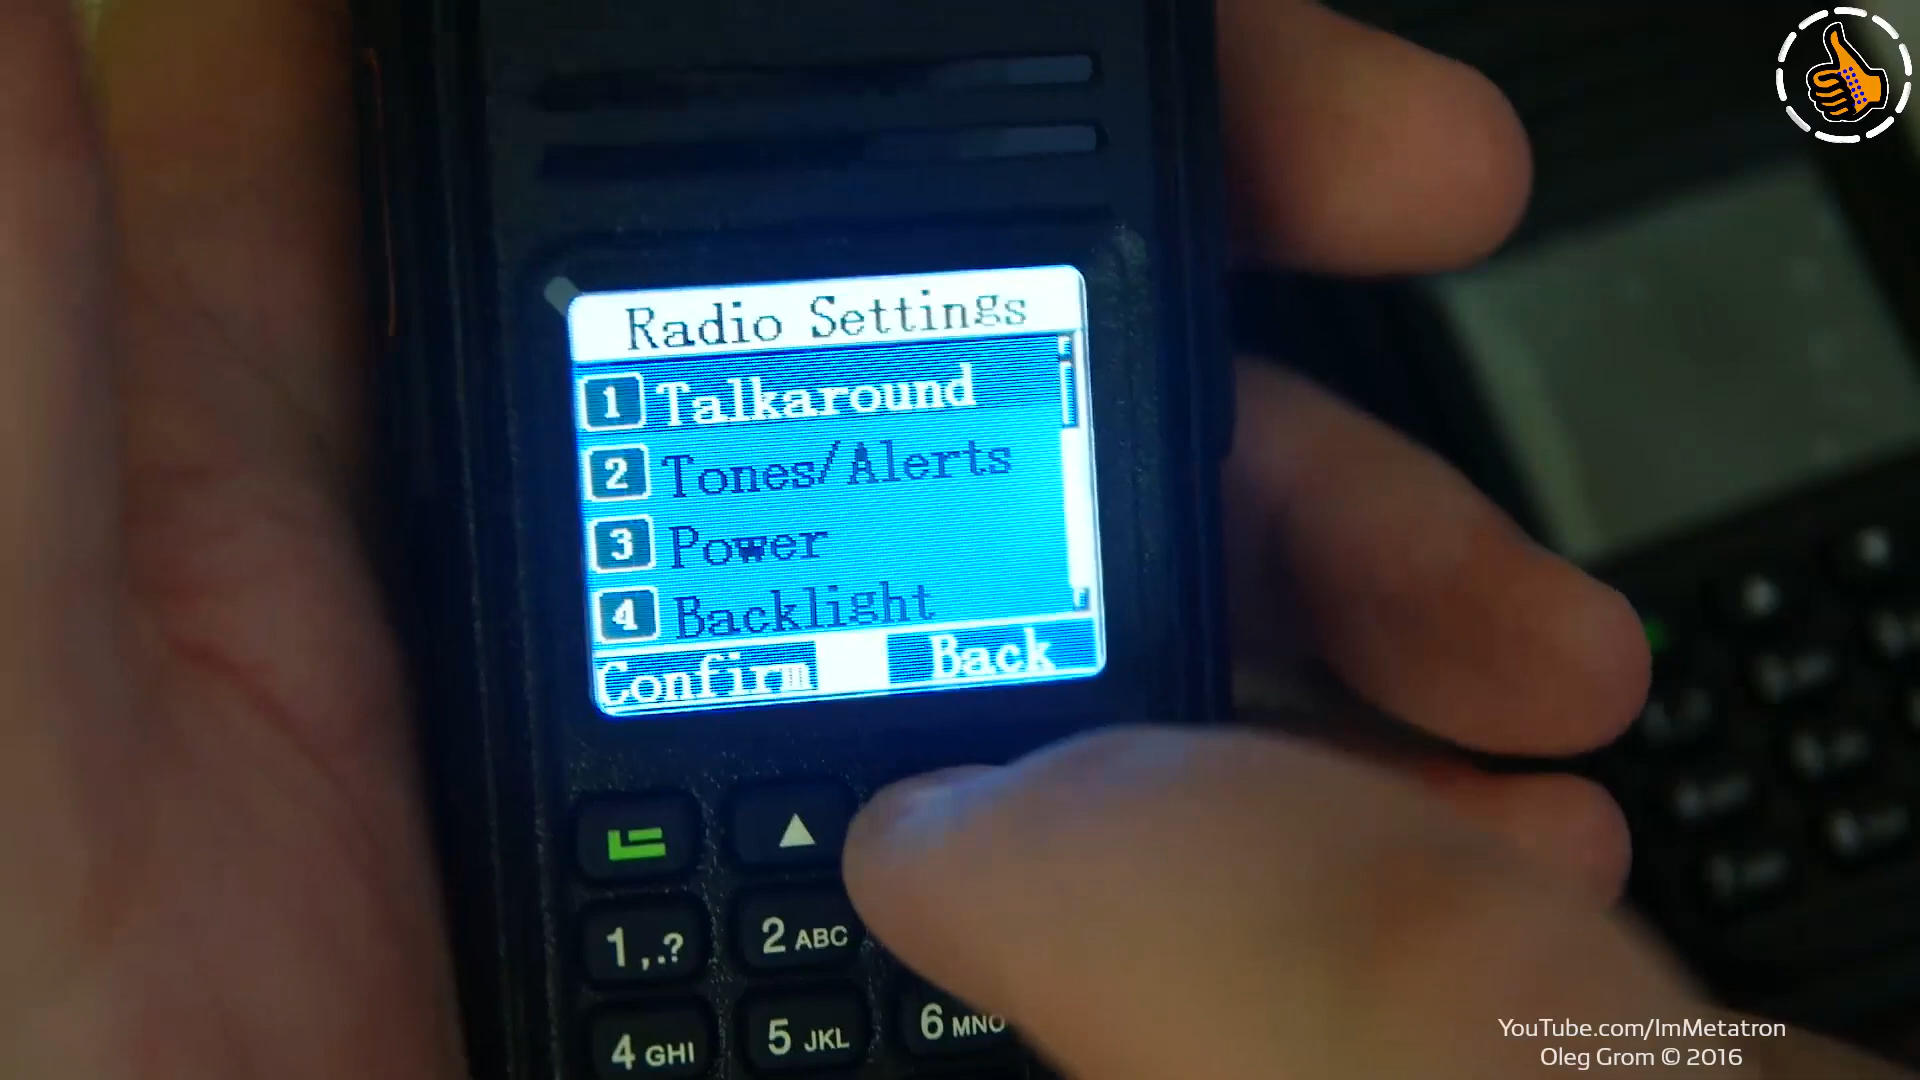 Radio Settings
1 Talkaround
2 Tones/Alerts
3 Power
4 Backlight
Confirm Back
1,.? 2 ABC
4 GHI 5 JKL 6 MNO
YouTube.com/ImMetatron
Oleg Grom © 2016